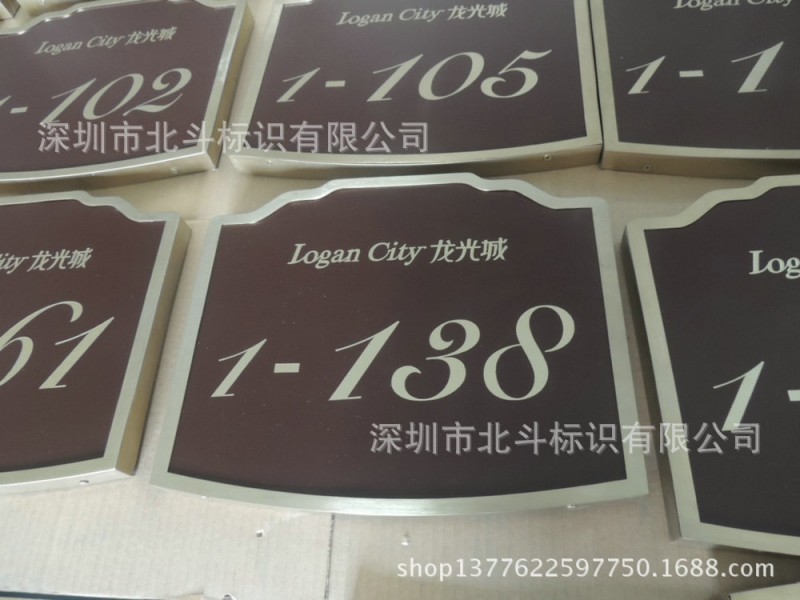 Logan City 龙光城
1-102
Logan City 龙光城
1-105
1-1
深圳市北斗标识有限公司
City 龙光城
61
Logan City 龙光城
1-138
Log
1-
深圳市北斗标识有限公司
shop1377622597750.1688.com